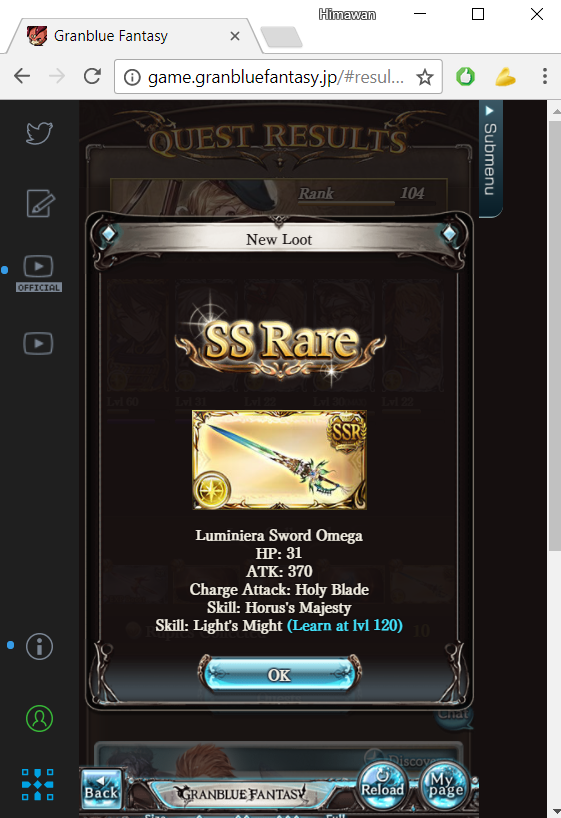 Himawan
Granblue Fantasy
game.granbluefantasy.jp/#resul...
Submenu
QUEST RESULTS
Rank 104
New Loot
OFFICIAL
SS Rare
SSR
Luminiera Sword Omega
HP: 31
ATK: 370
Charge Attack: Holy Blade
Skill: Horus's Majesty
Skill: Light's Might (Learn at lvl 120)
OK
Chat
Discover
Back
GRANBLUE FANTASY
Reload
My page